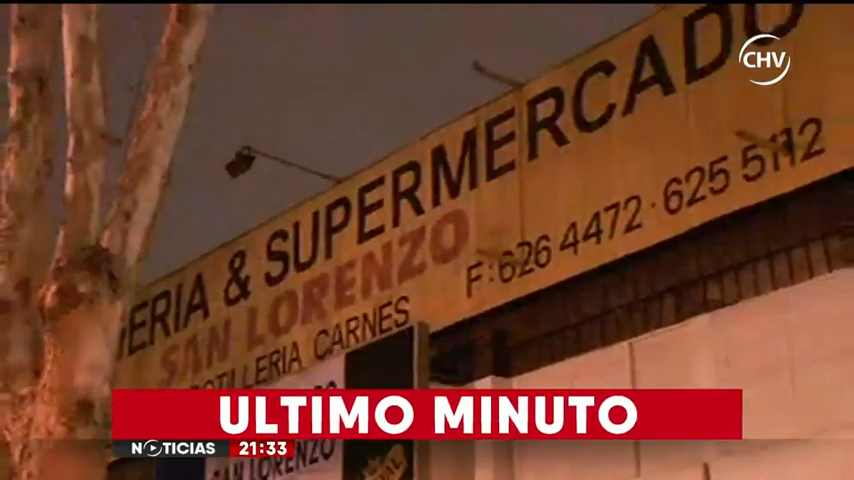 CHV
ERIA & SUPERMERCADO
SAN LORENZO
F: 626 4472 · 625 5112
BOTILLERIA CARNES
ULTIMO MINUTO
NOTICIAS 21:33
SAN LORENZO